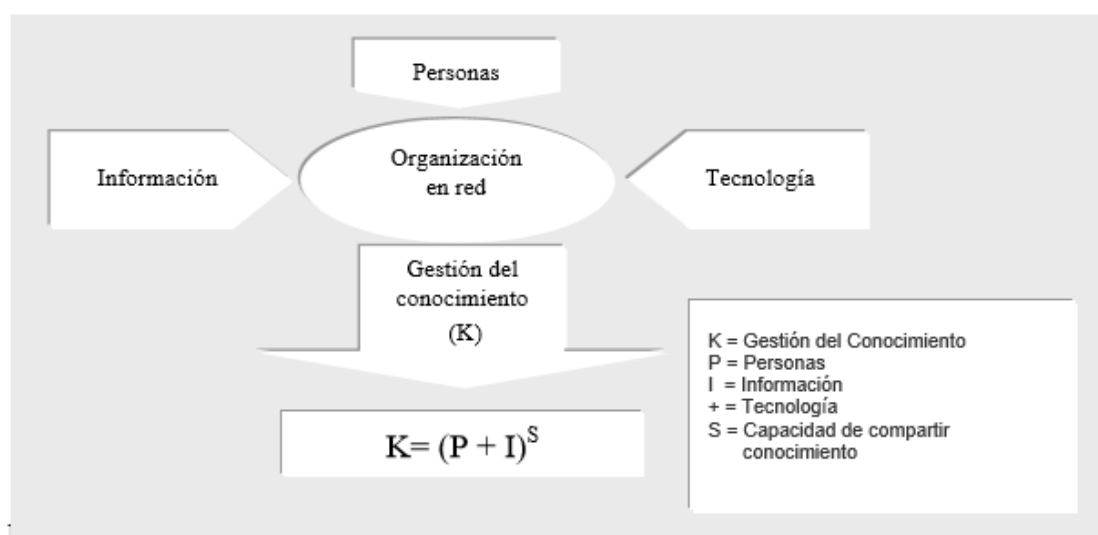 Personas
Información
Organización
en red
Tecnología
Gestión del
conocimiento
(K)
K = Gestión del Conocimiento
P = Personas
I = Información
+ = Tecnología
S = Capacidad de compartir
conocimiento
K= (P + I)^S